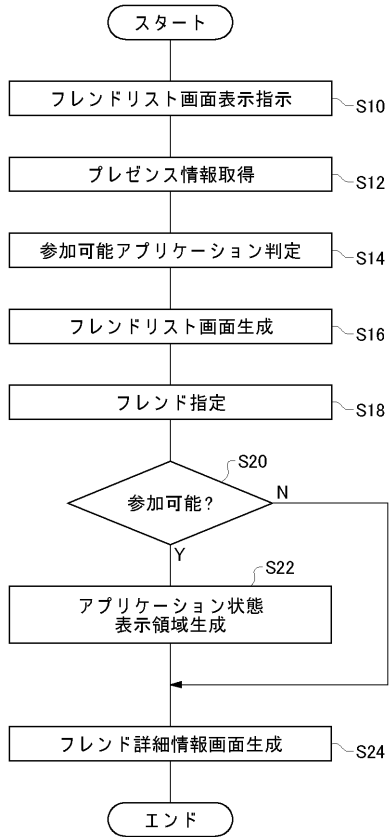 スタート
フレンドリスト画面表示指示
S10
プレゼンス情報取得
S12
参加可能アプリケーション判定
S14
フレンドリスト画面生成
S16
フレンド指定
S18
S20
参加可能?
N
Y
S22
アプリケーション状態
表示領域生成
フレンド詳細情報画面生成
S24
エンド